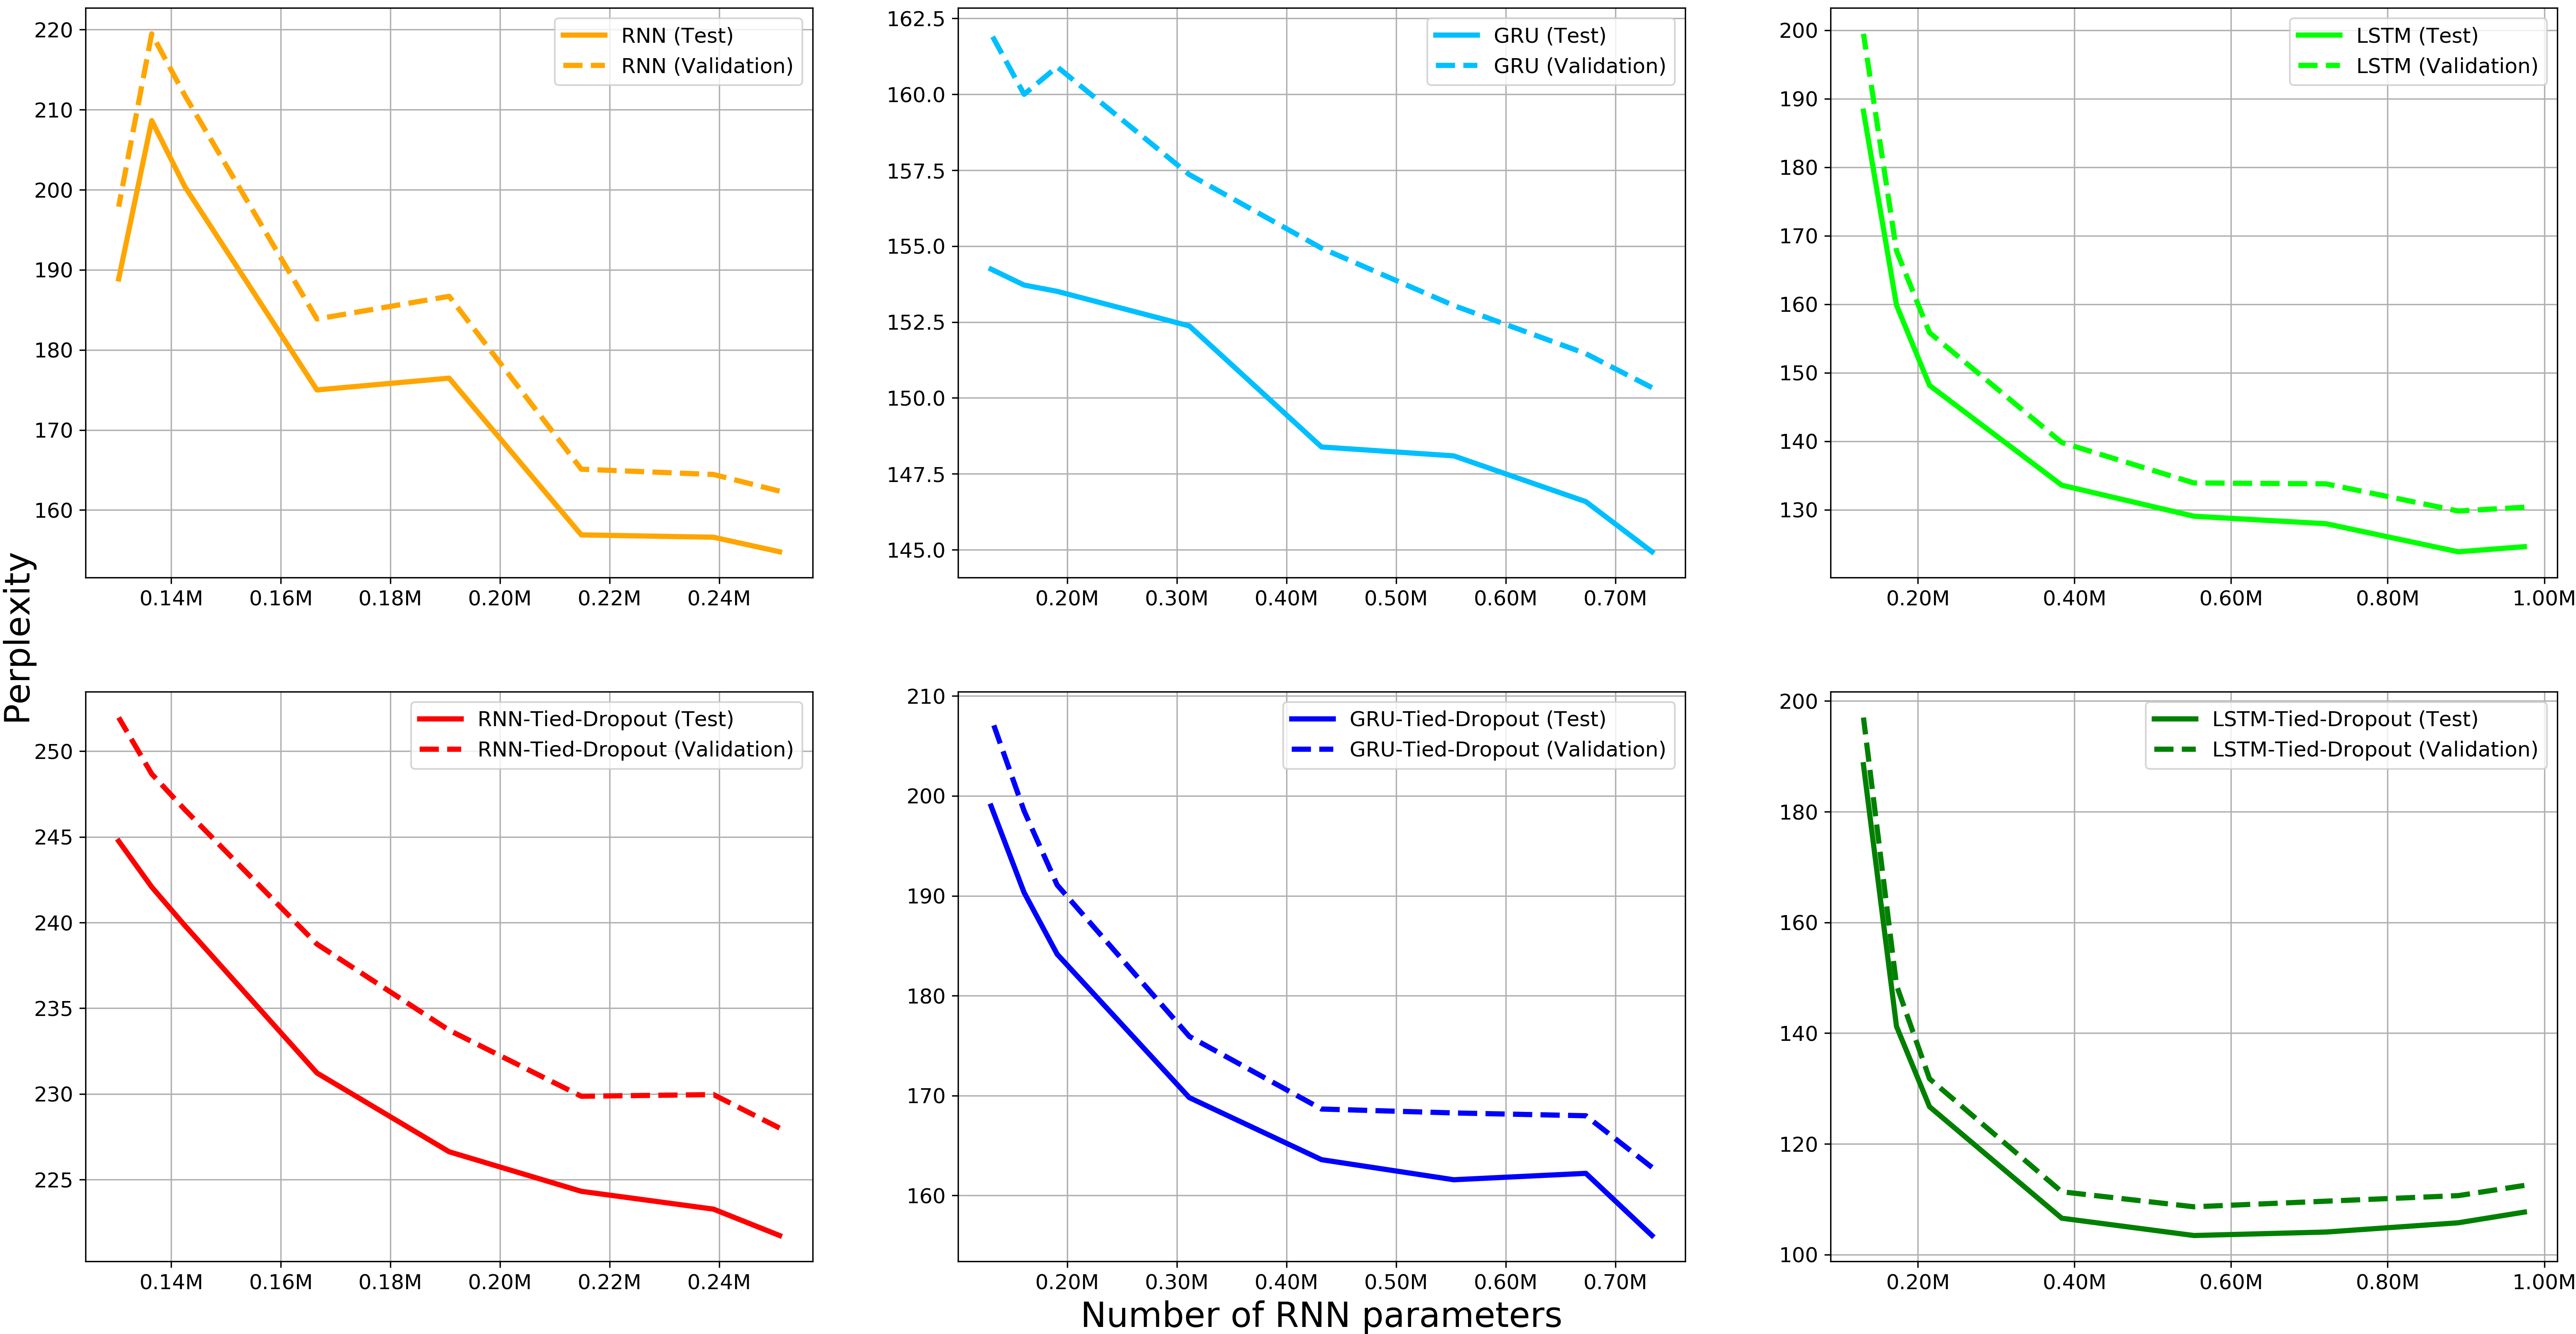 Perplexity
220
210
200
190
180
170
160
0.14M 0.16M 0.18M 0.20M 0.22M 0.24M
RNN (Test)
RNN (Validation)
162.5
160.0
157.5
155.0
152.5
150.0
147.5
145.0
0.20M 0.30M 0.40M 0.50M 0.60M 0.70M
GRU (Test)
GRU (Validation)
200
190
180
170
160
150
140
130
0.20M 0.40M 0.60M 0.80M 1.00M
LSTM (Test)
LSTM (Validation)
250
245
240
235
230
225
0.14M 0.16M 0.18M 0.20M 0.22M 0.24M
RNN-Tied-Dropout (Test)
RNN-Tied-Dropout (Validation)
210
200
190
180
170
160
0.20M 0.30M 0.40M 0.50M 0.60M 0.70M
GRU-Tied-Dropout (Test)
GRU-Tied-Dropout (Validation)
200
180
160
140
120
100
0.20M 0.40M 0.60M 0.80M 1.00M
LSTM-Tied-Dropout (Test)
LSTM-Tied-Dropout (Validation)
Number of RNN parameters